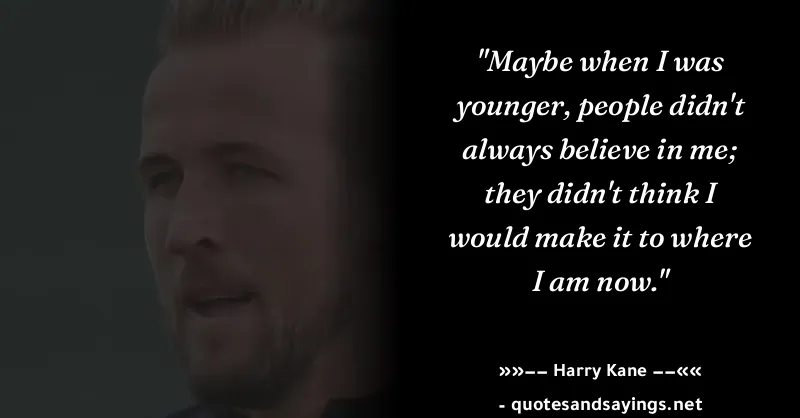 "Maybe when I was
younger, people didn't
always believe in me;
they didn't think I
would make it to where
I am now."
»»−− Harry Kane −−««
- quotesandsayings.net